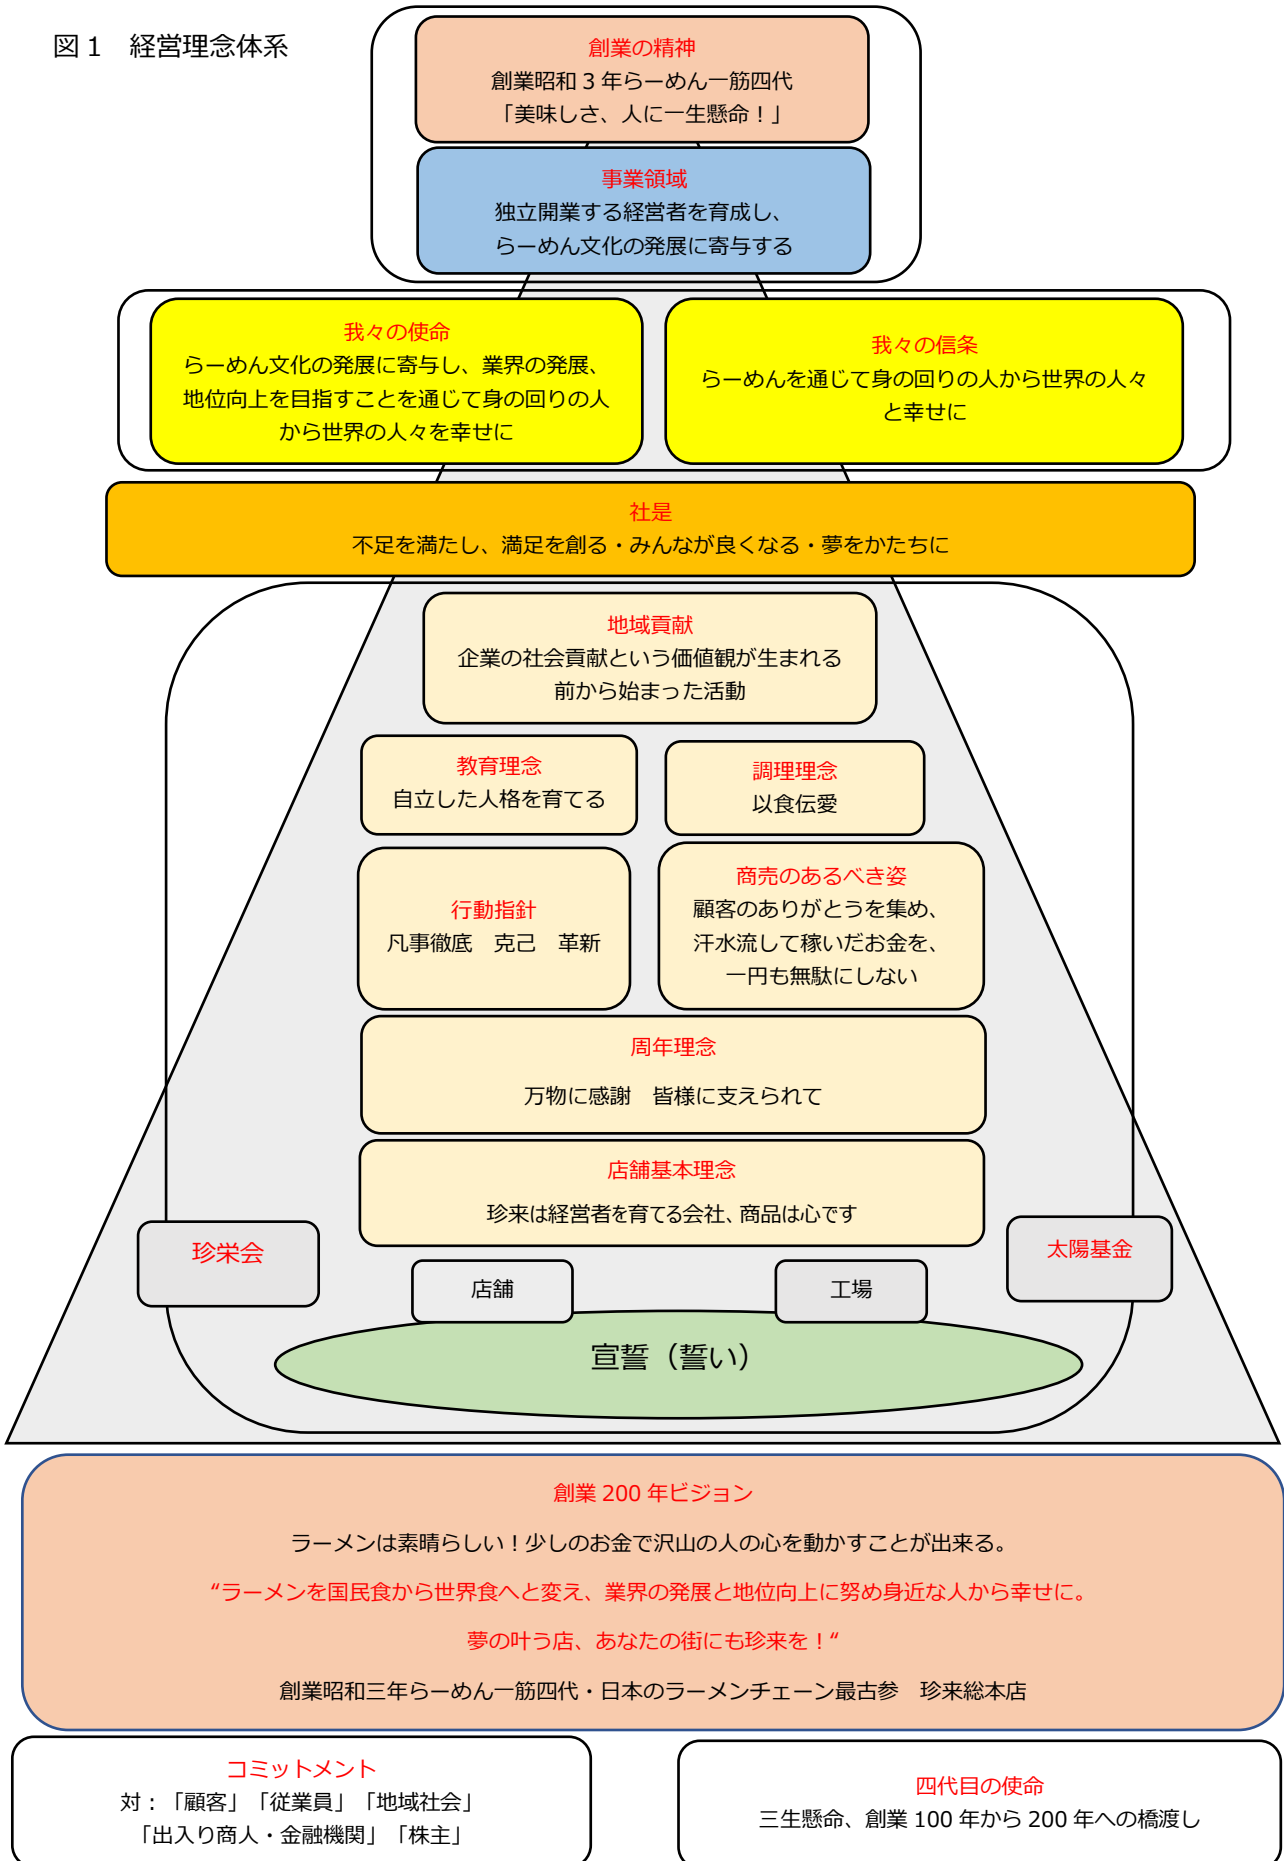 図1　経営理念体系
創業の精神
創業昭和3年らーめん一筋四代
「美味しさ、人に一生懸命！」
事業領域
独立開業する経営者を育成し、
らーめん文化の発展に寄与する
我々の使命
らーめん文化の発展に寄与し、業界の発展、
地位向上を目指すことを通じて身の回りの人
から世界の人々を幸せに
我々の信条
らーめんを通じて身の回りの人から世界の人々
と幸せに
社是
不足を満たし、満足を創る・みんなが良くなる・夢をかたちに
地域貢献
企業の社会貢献という価値観が生まれる
前から始まった活動
教育理念
自立した人格を育てる
調理理念
以食伝愛
行動指針
凡事徹底　克己　革新
商売のあるべき姿
顧客のありがとうを集め、
汗水流して稼いだお金を、
一円も無駄にしない
周年理念
万物に感謝　皆様に支えられて
店舗基本理念
珍来は経営者を育てる会社、商品は心です
珍栄会
太陽基金
店舗
工場
宣誓（誓い）
創業200年ビジョン
ラーメンは素晴らしい！少しのお金で沢山の人の心を動かすことが出来る。
“ラーメンを国民食から世界食へと変え、業界の発展と地位向上に努め身近な人から幸せに。
夢の叶う店、あなたの街にも珍来を！“
創業昭和三年らーめん一筋四代・日本のラーメンチェーン最古参　珍来総本店
コミットメント
対：「顧客」「従業員」「地域社会」
「出入り商人・金融機関」「株主」
四代目の使命
三生懸命、創業100年から200年への橋渡し